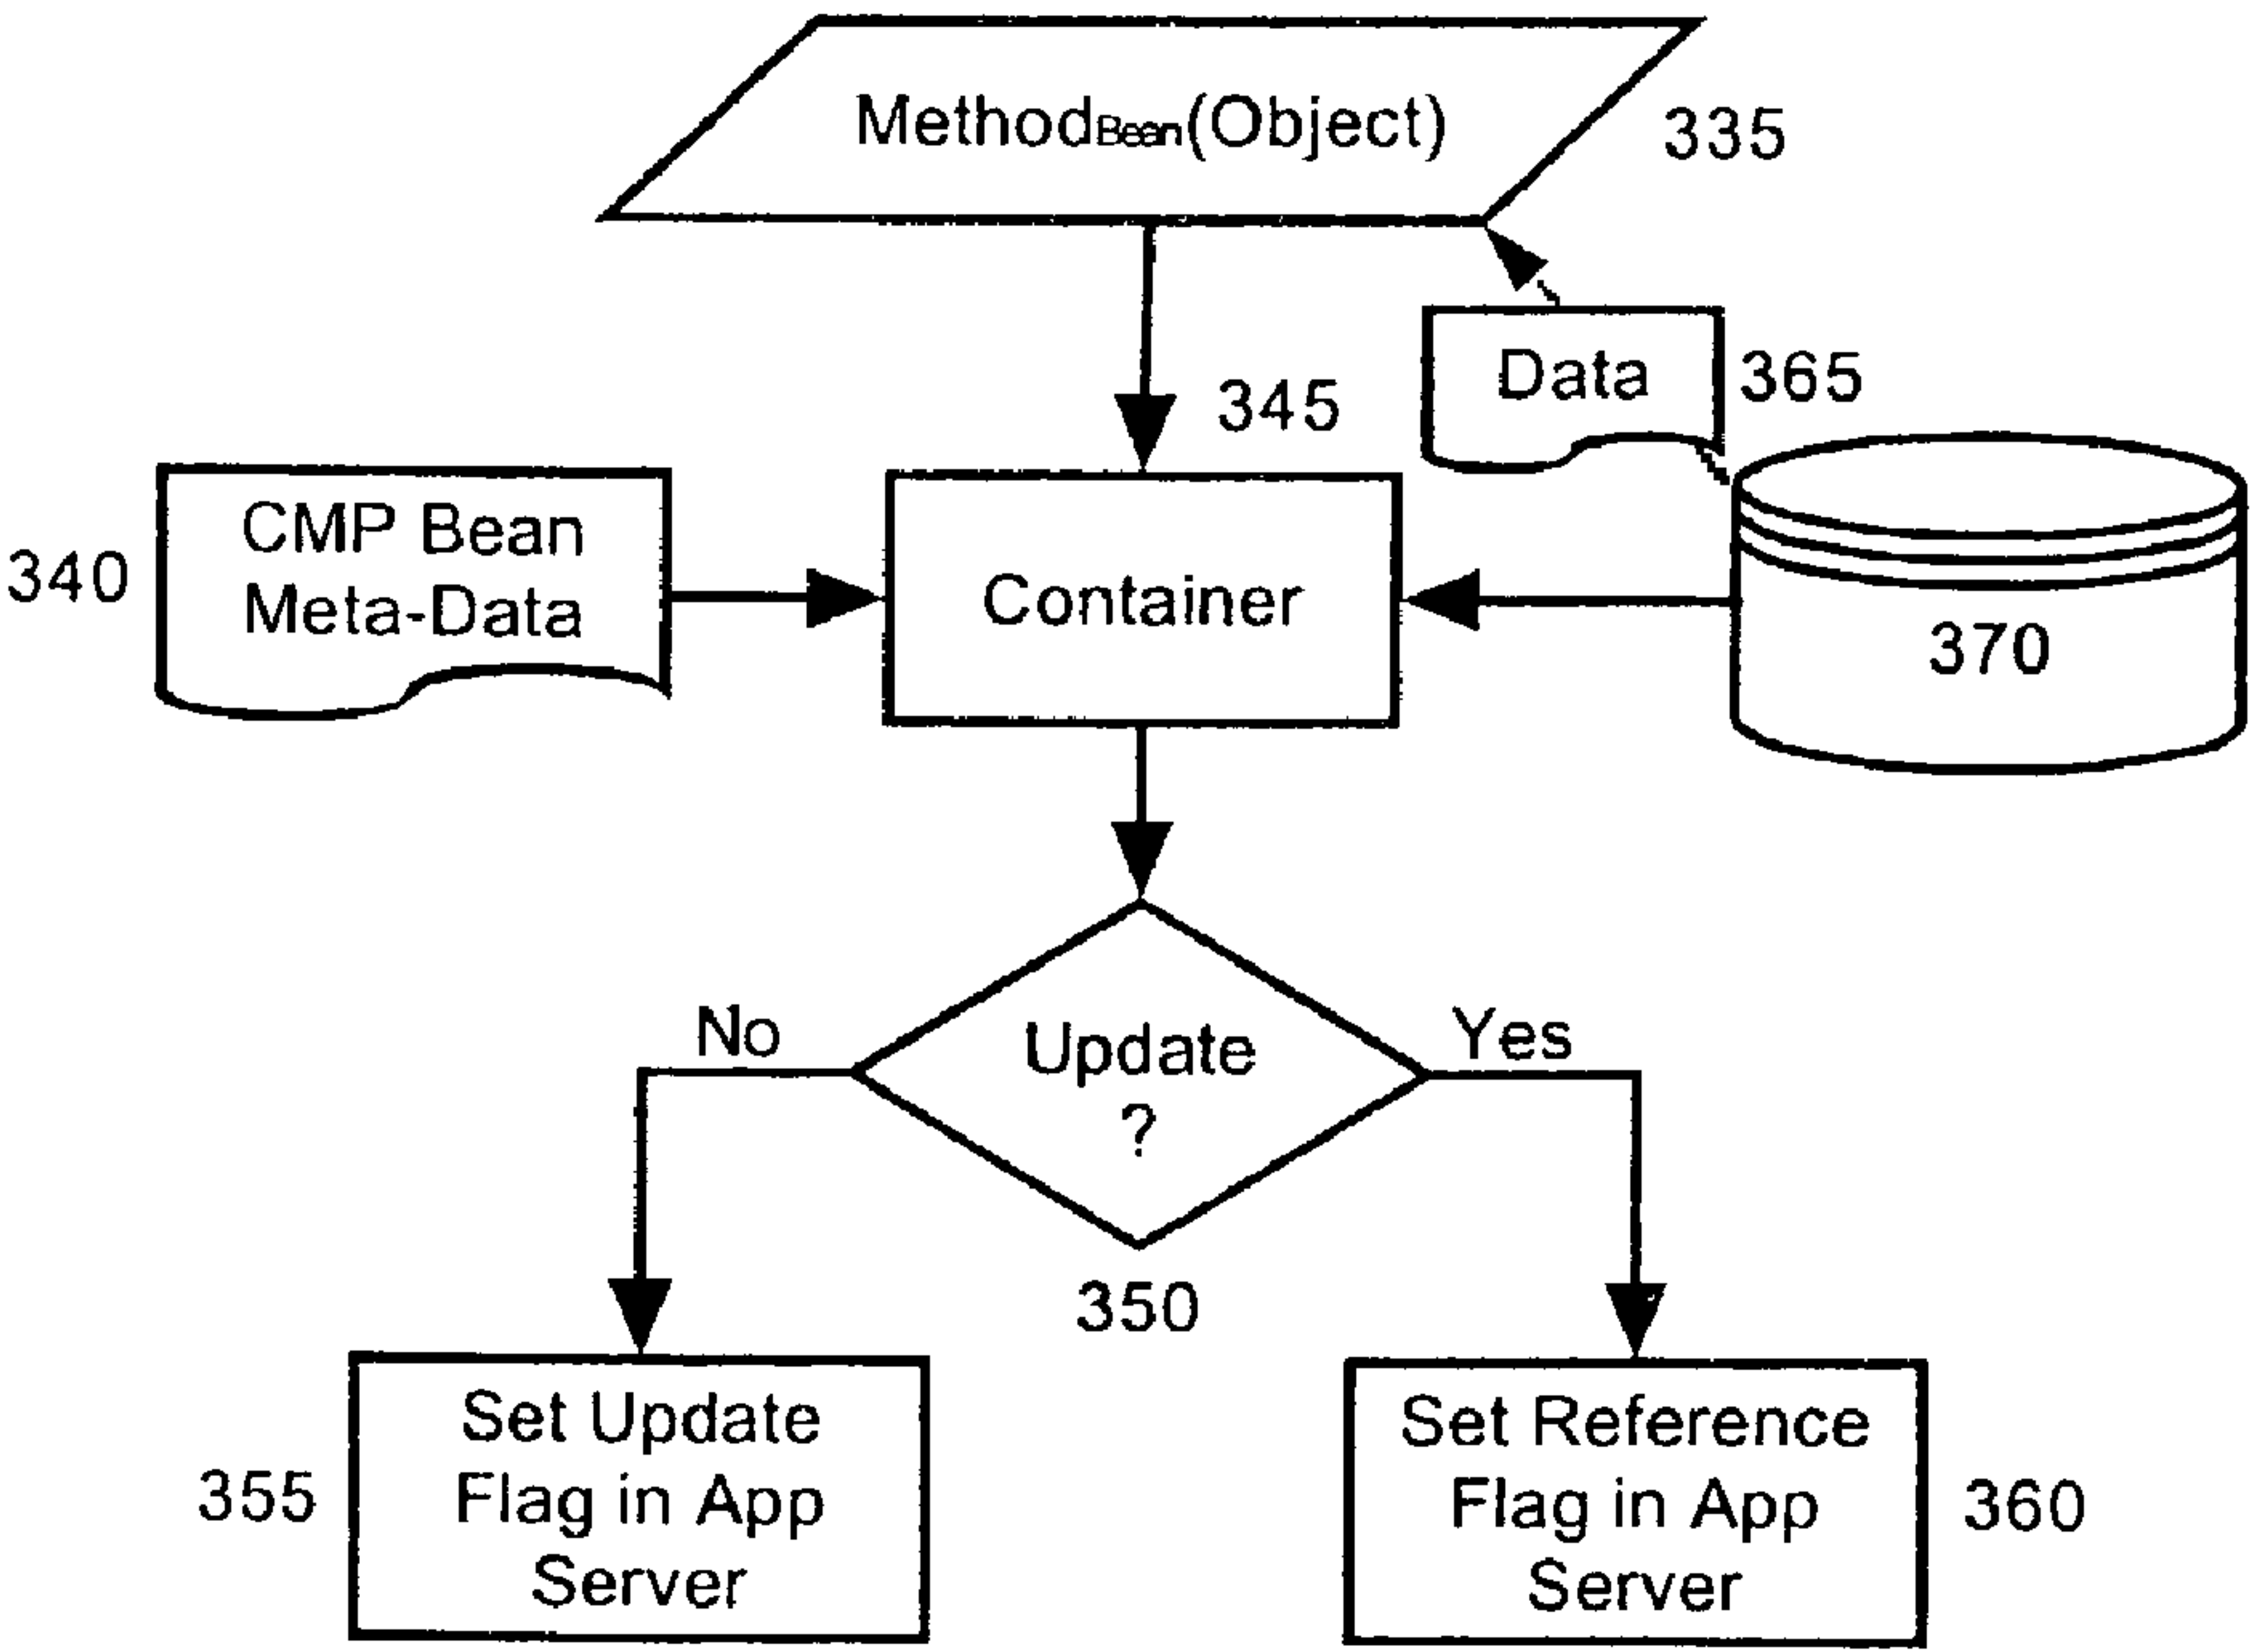 MethodBean(Object)
335
345
Data
365
340
CMP Bean
Meta-Data
Container
370
No
Update
?
Yes
350
355
Set Update
Flag in App
Server
Set Reference
Flag in App
Server
360